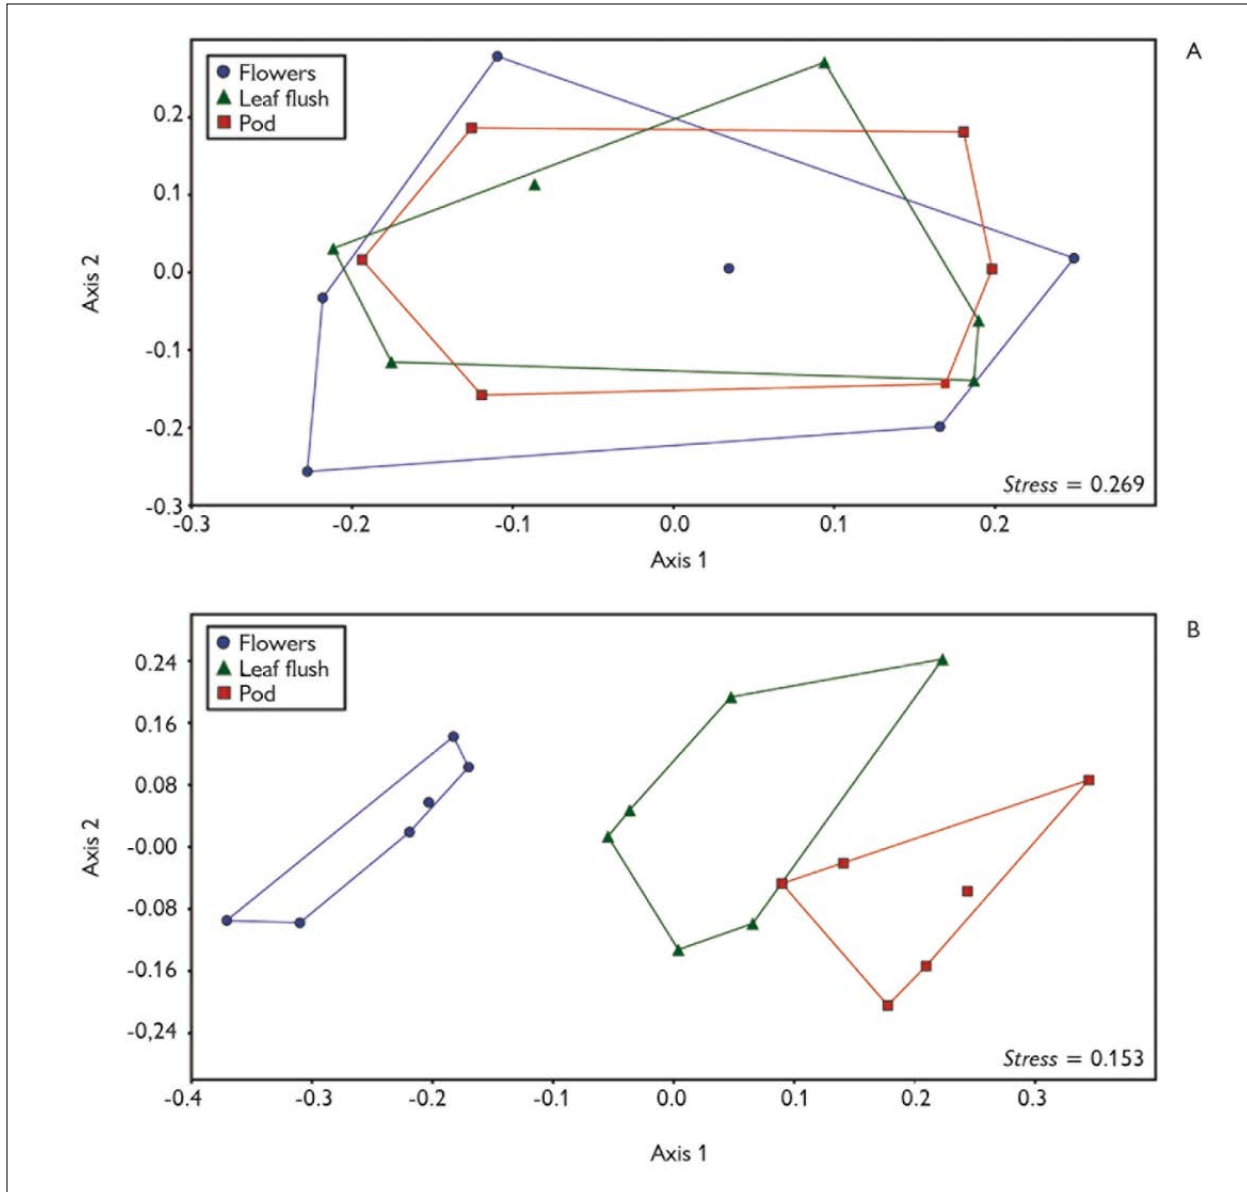 A
Flowers
Leaf flush
Pod
0.2
0.1
0.0
-0.1
-0.2
-0.3
Axis 2
Stress = 0.269
-0.3 -0.2 -0.1 0.0 0.1 0.2
Axis 1
B
Flowers
Leaf flush
Pod
0.24
0.16
0.08
-0.00
-0.08
-0.16
-0,24
Axis 2
Stress = 0.153
-0.4 -0.3 -0.2 -0.1 0.0 0.1 0.2 0.3
Axis 1